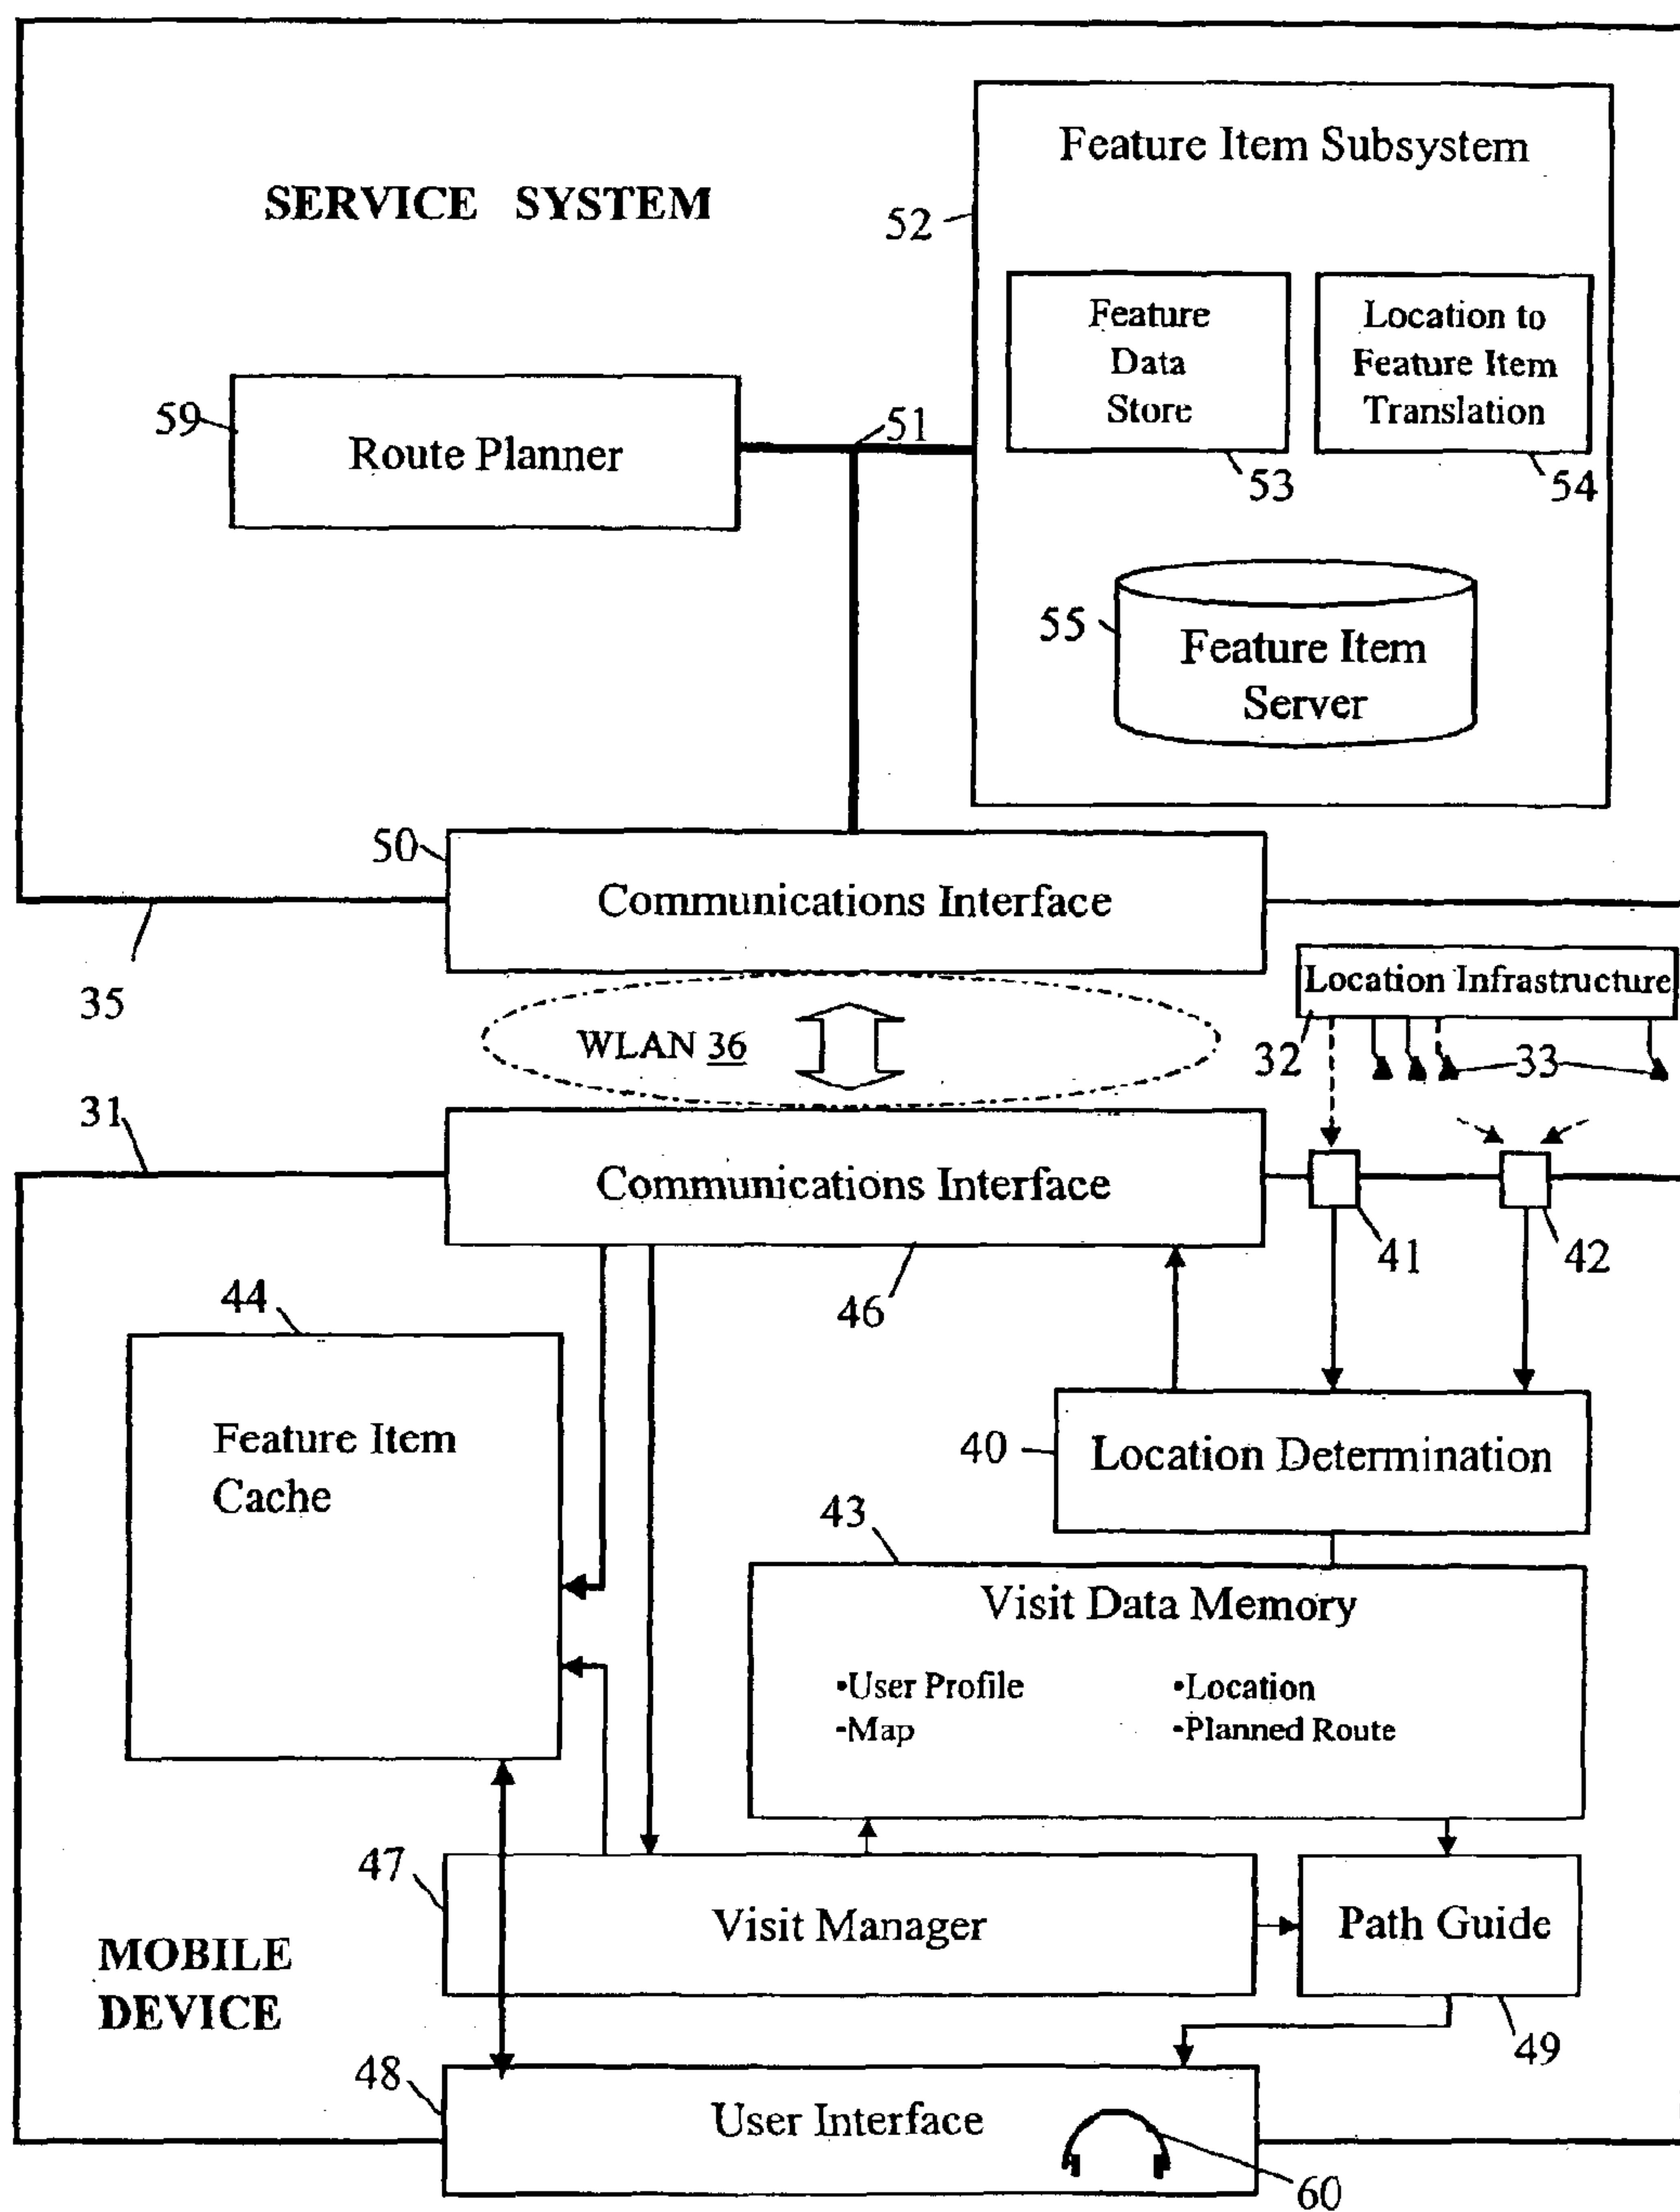 Feature Item Subsystem
SERVICE SYSTEM
52
Feature
Data
Store
Location to
Feature Item
Translation
59
Route Planner
51
53
54
55
Feature Item
Server
50
Communications Interface
35
Location Infrastructure
WLAN 36
32
33
31
Communications Interface
41
42
44
46
Feature Item
Cache
40
Location Determination
43
Visit Data Memory
•User Profile
•Location
-Map
-Planned Route
47
Visit Manager
Path Guide
MOBILE
DEVICE
49
48
User Interface
60